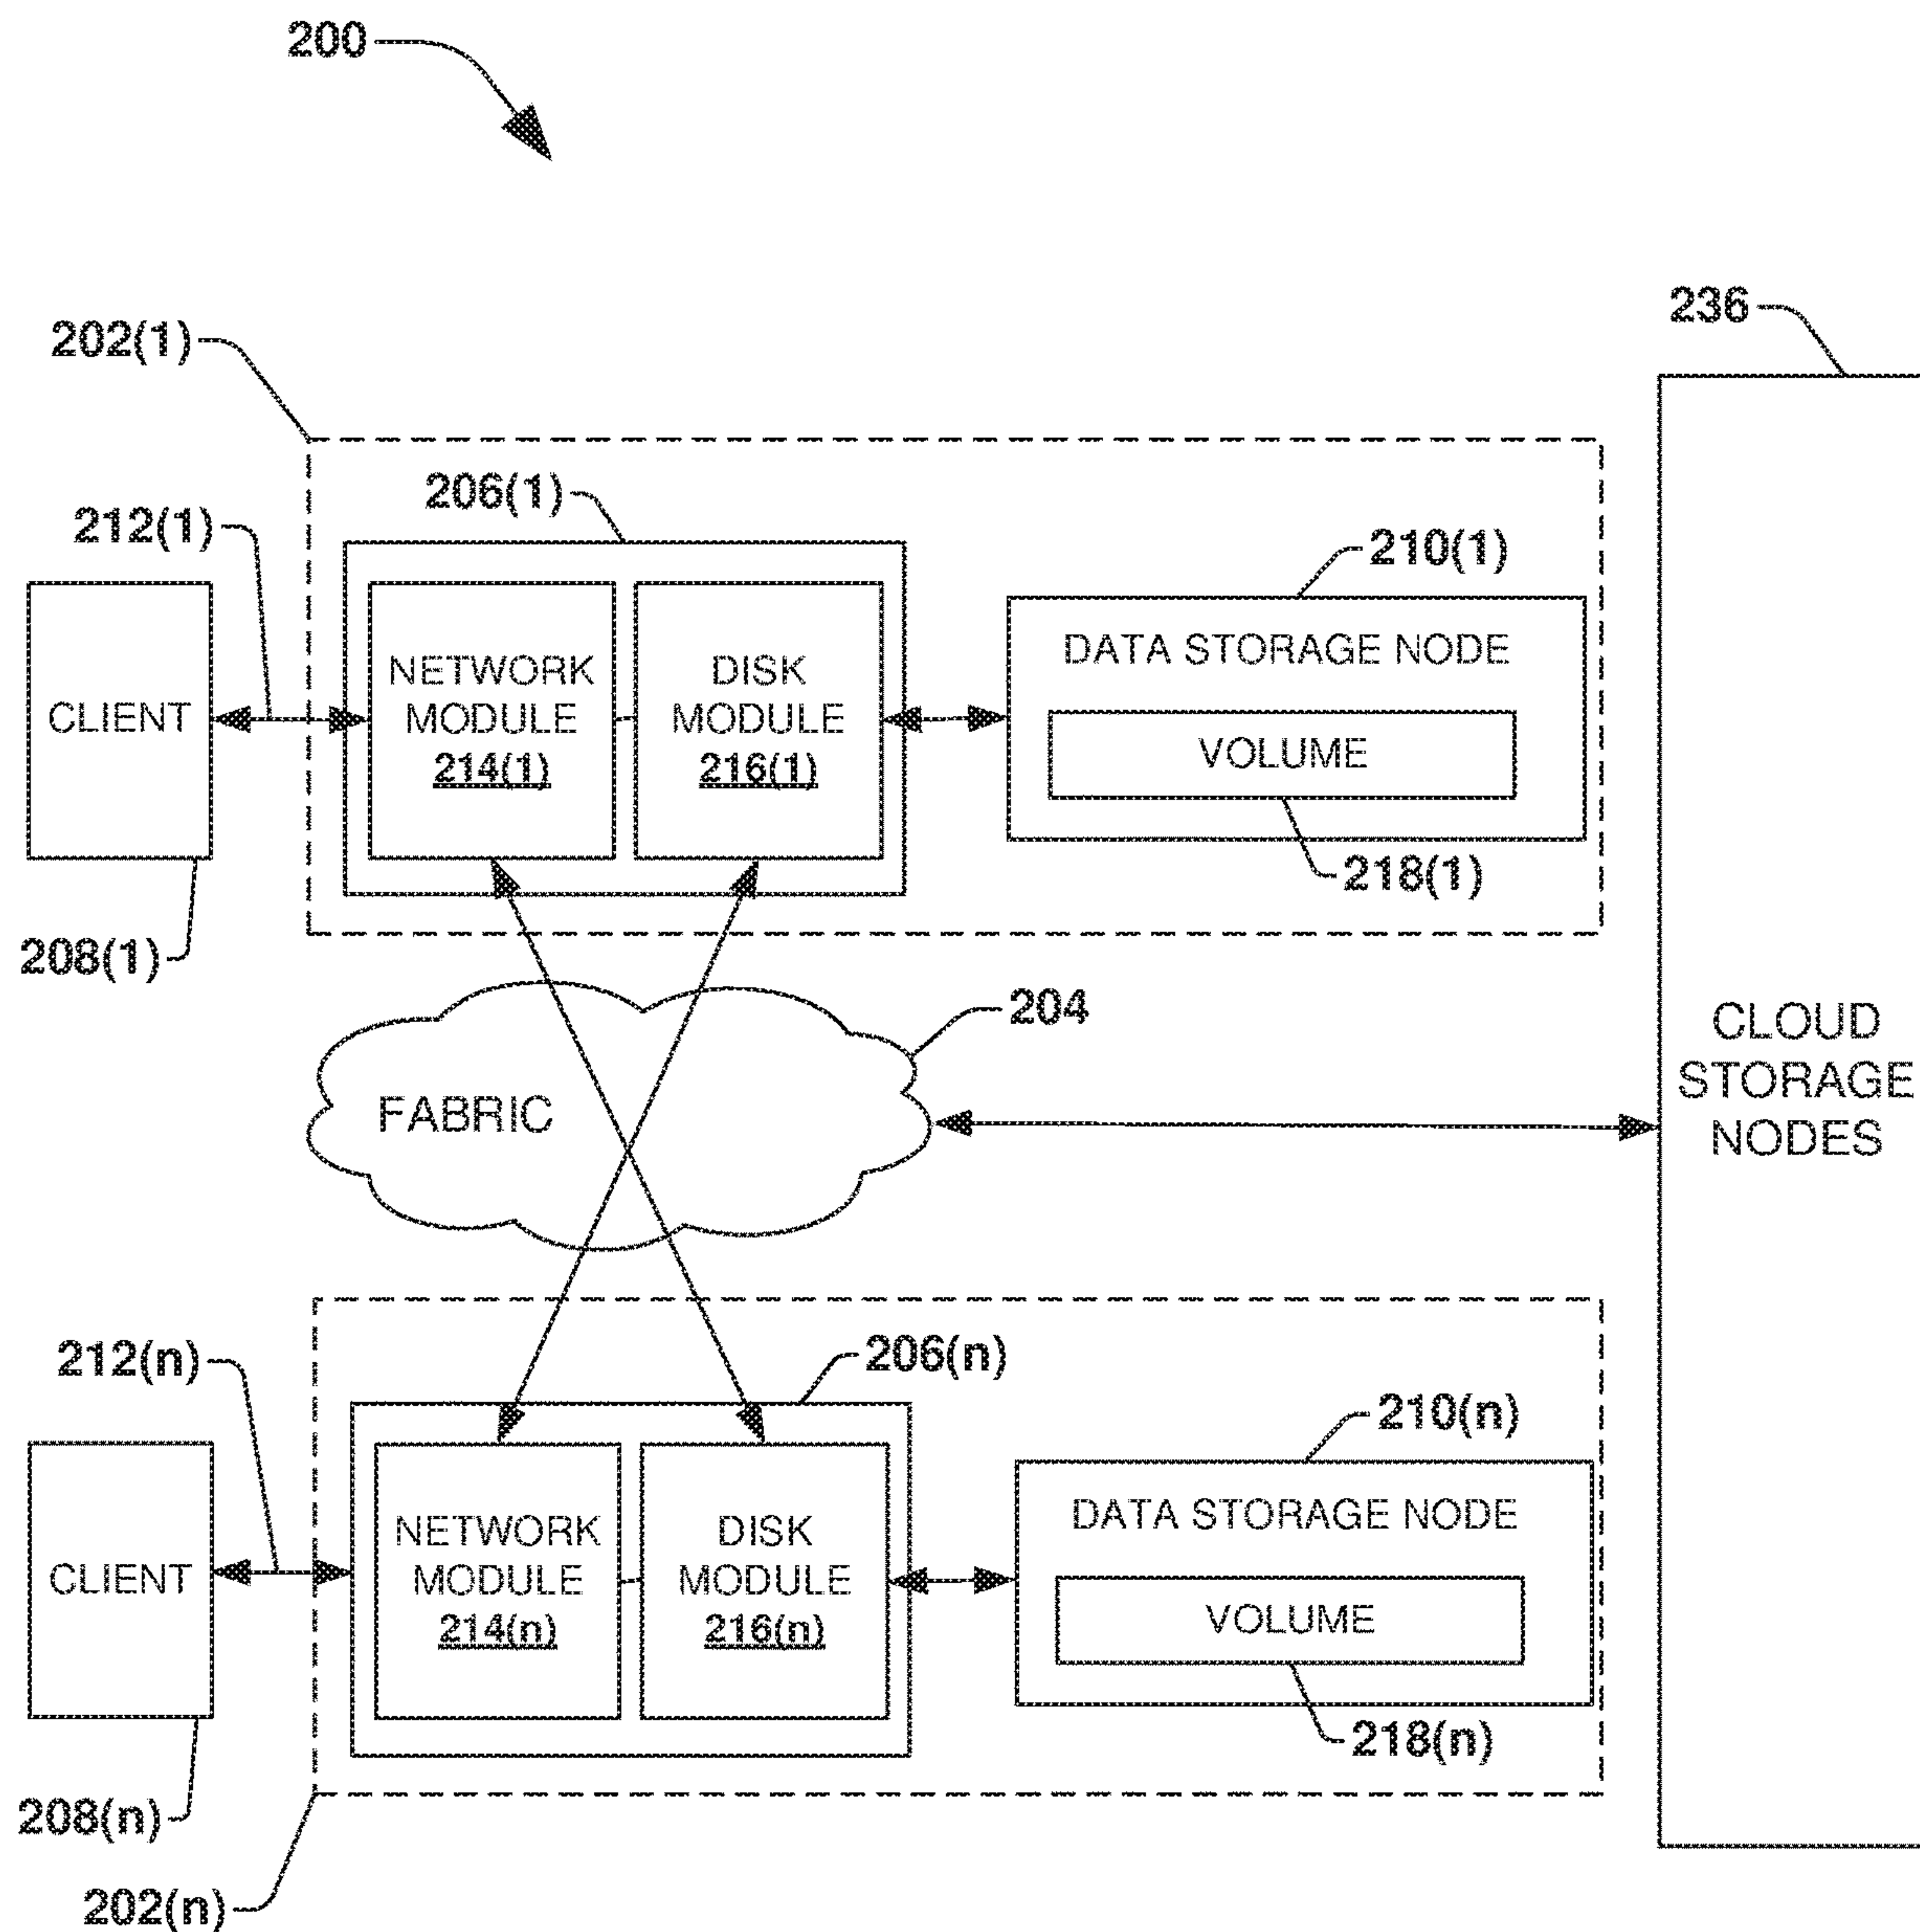 200
236
202(1)
206(1)
212(1)
210(1)
DATA STORAGE NODE
NETWORK
MODULE
214(1)
DISK
MODULE
216(1)
CLIENT
VOLUME
218(1)
208(1)
204
FABRIC
CLOUD
STORAGE
NODES
212(n)
206(n)
210(n)
DATA STORAGE NODE
NETWORK
MODULE
214(n)
DISK
MODULE
216(n)
CLIENT
VOLUME
218(n)
208(n)
202(n)